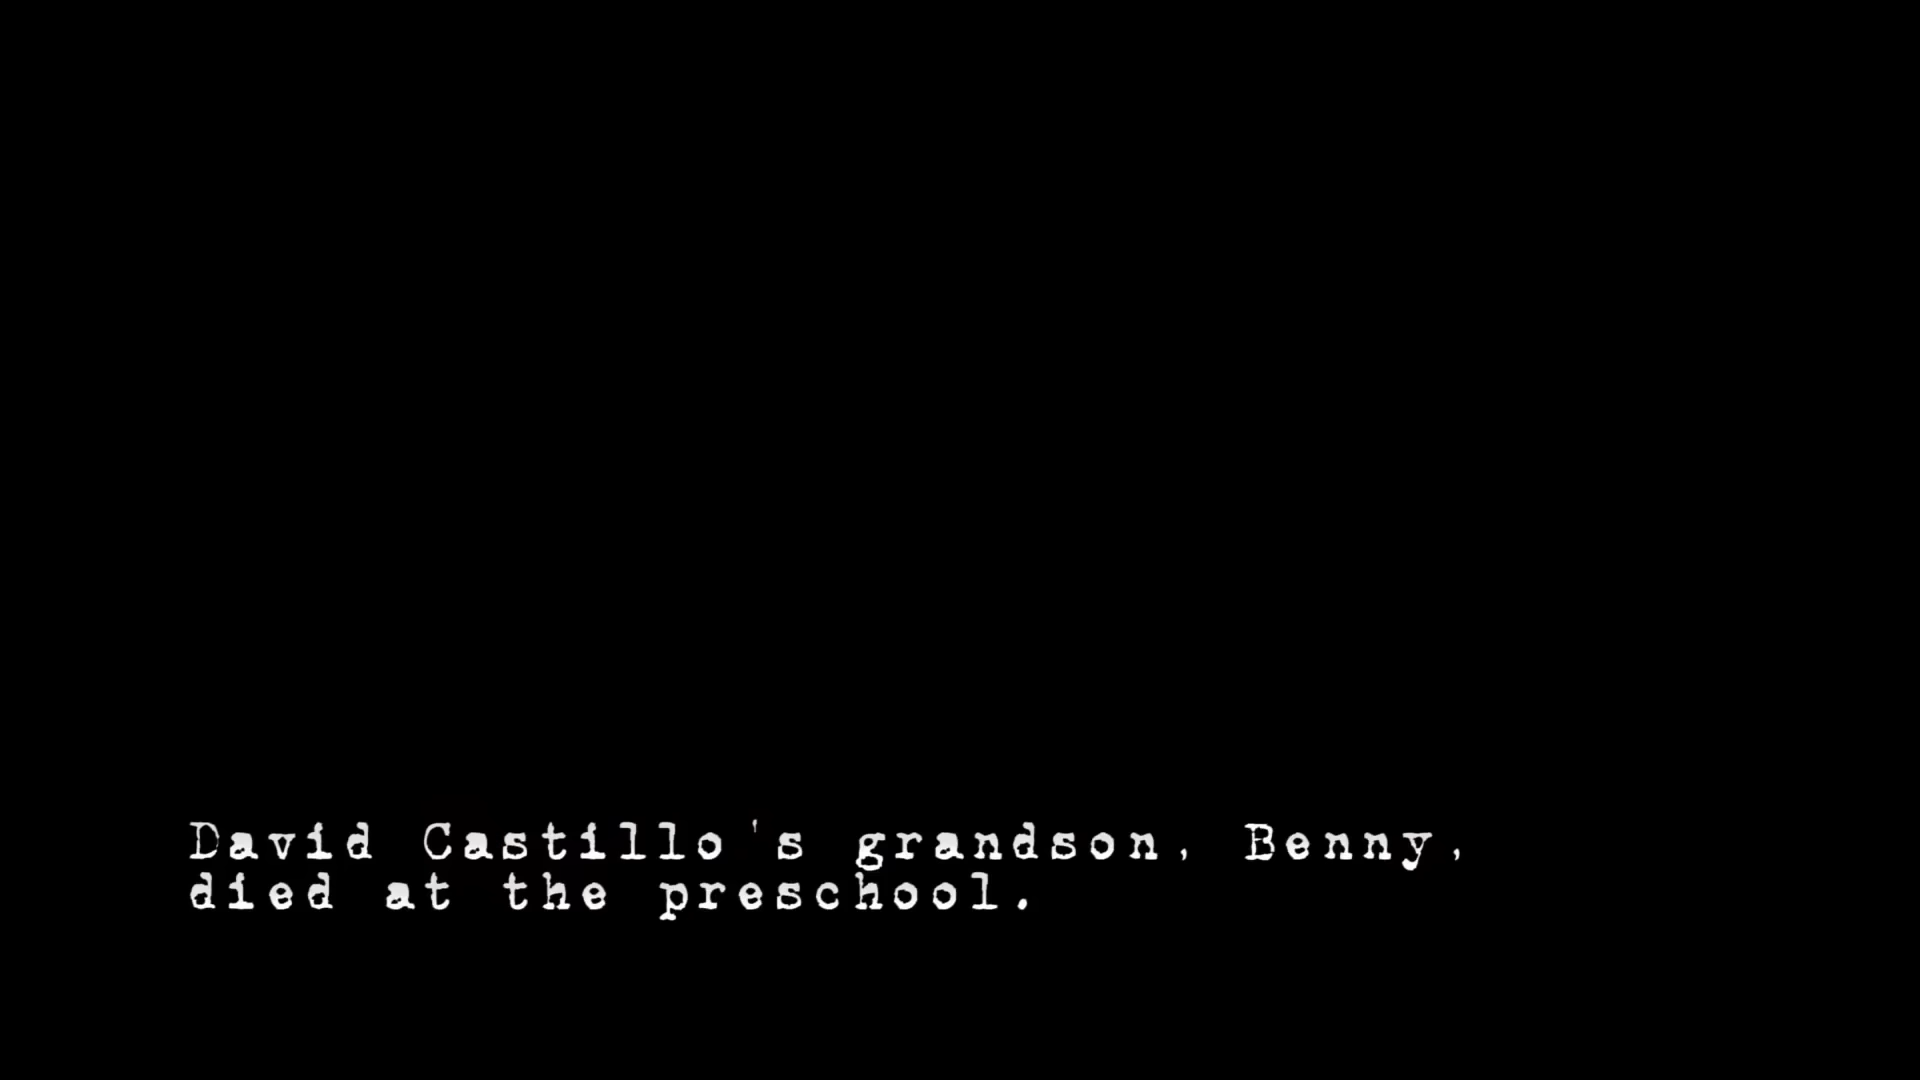 David Castillo's grandson, Benny,
died at the preschool.